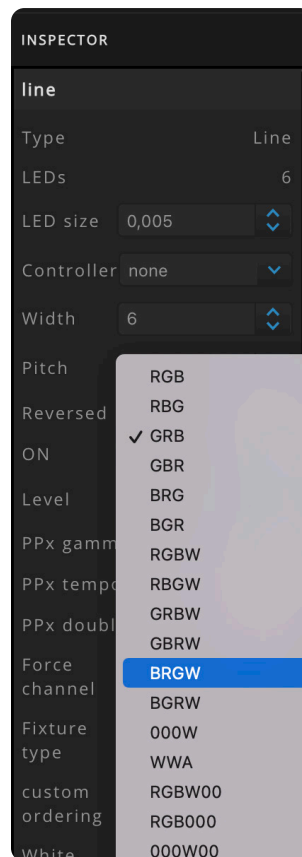 INSPECTOR
line
Type Line
LEDs 6
LED size 0,005
Controller none
Width 6
Pitch
Reversed
ON
Level
PPx gamm
PPx tempo
PPx doubl
Force
channel
Fixture
type
custom
ordering
White
RGB
RBG
✓ GRB
GBR
BRG
BGR
RGBW
RBGW
GRBW
GBRW
BRGW
BGRW
000W
WWA
RGBW00
RGB000
000W00